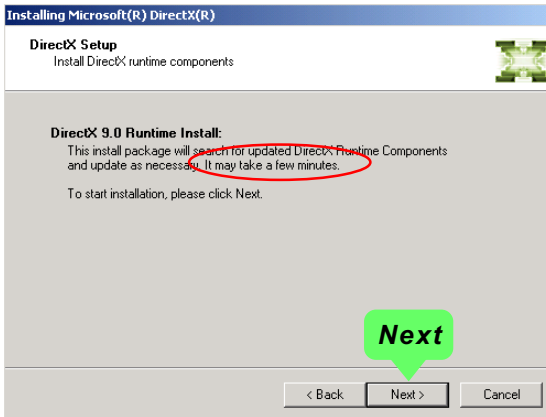 Installing Microsoft(R) DirectX(R)
DirectX Setup
Install DirectX runtime components
DirectX 9.0 Runtime Install:
This install package will search for updated DirectX Runtime Components
and update as necessary. It may take a few minutes.
To start installation, please click Next.
Next
< Back Next > Cancel